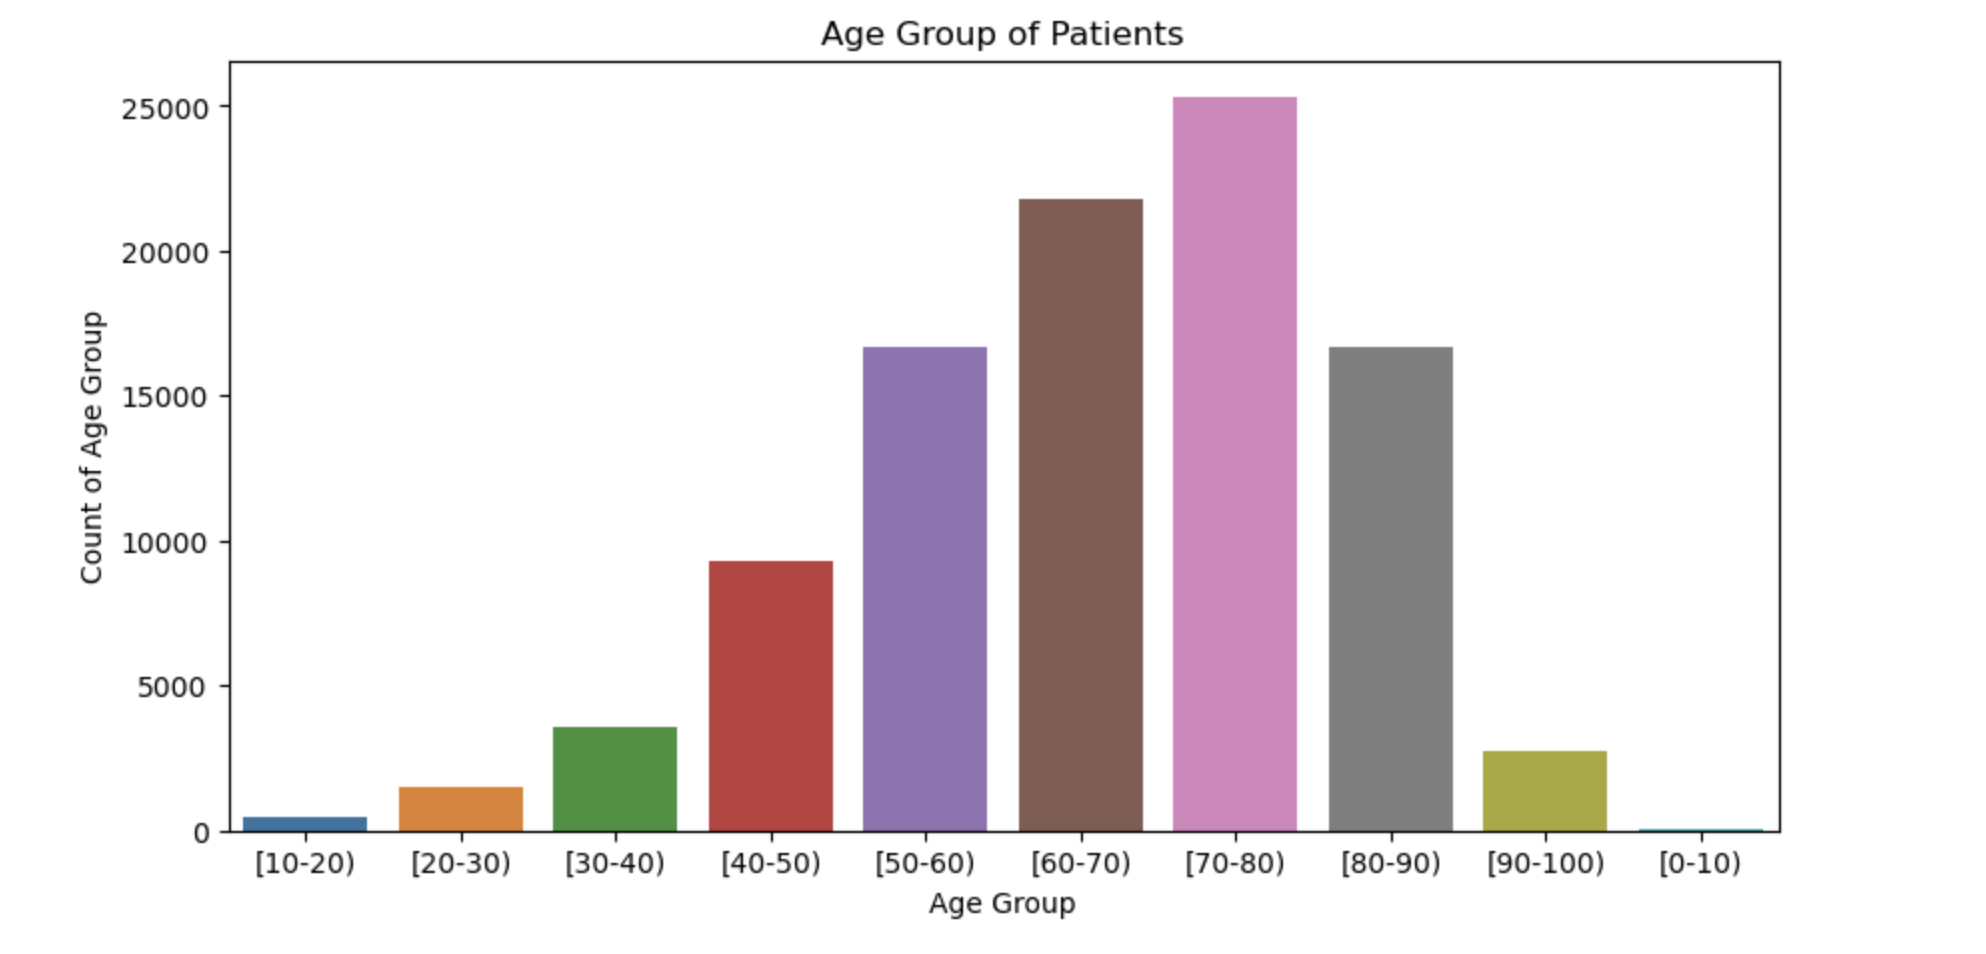 Age Group of Patients
Count of Age Group
25000
20000
15000
10000
5000
0
[10-20) [20-30) [30-40) [40-50) [50-60) [60-70) [70-80) [80-90) [90-100) [0-10)
Age Group